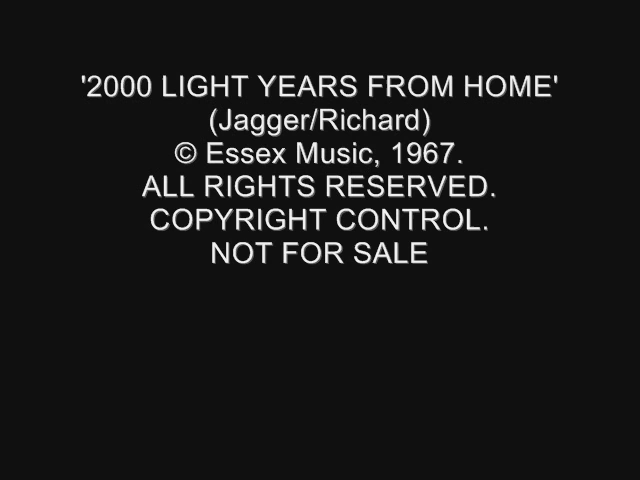 '2000 LIGHT YEARS FROM HOME'
(Jagger/Richard)
© Essex Music, 1967.
ALL RIGHTS RESERVED.
COPYRIGHT CONTROL.
NOT FOR SALE